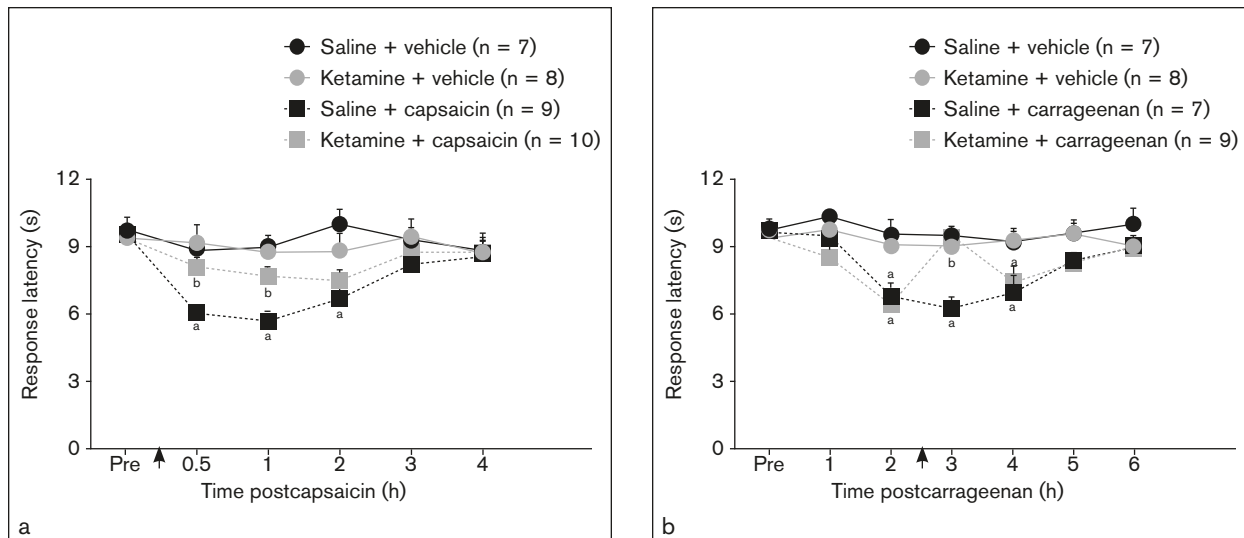 Saline + vehicle (n = 7)
Ketamine + vehicle (n = 8)
Saline + capsaicin (n = 9)
Ketamine + capsaicin (n = 10)
12
9
6
3
0
Response latency (s)
b
b
a
a
a
Pre 0.5 1 2 3 4
Time postcapsaicin (h)
a
Saline + vehicle (n = 7)
Ketamine + vehicle (n = 8)
Saline + carrageenan (n = 7)
Ketamine + carrageenan (n = 9)
12
9
6
3
0
Response latency (s)
a b a
a a a
Pre 1 2 3 4 5 6
Time postcarrageenan (h)
b